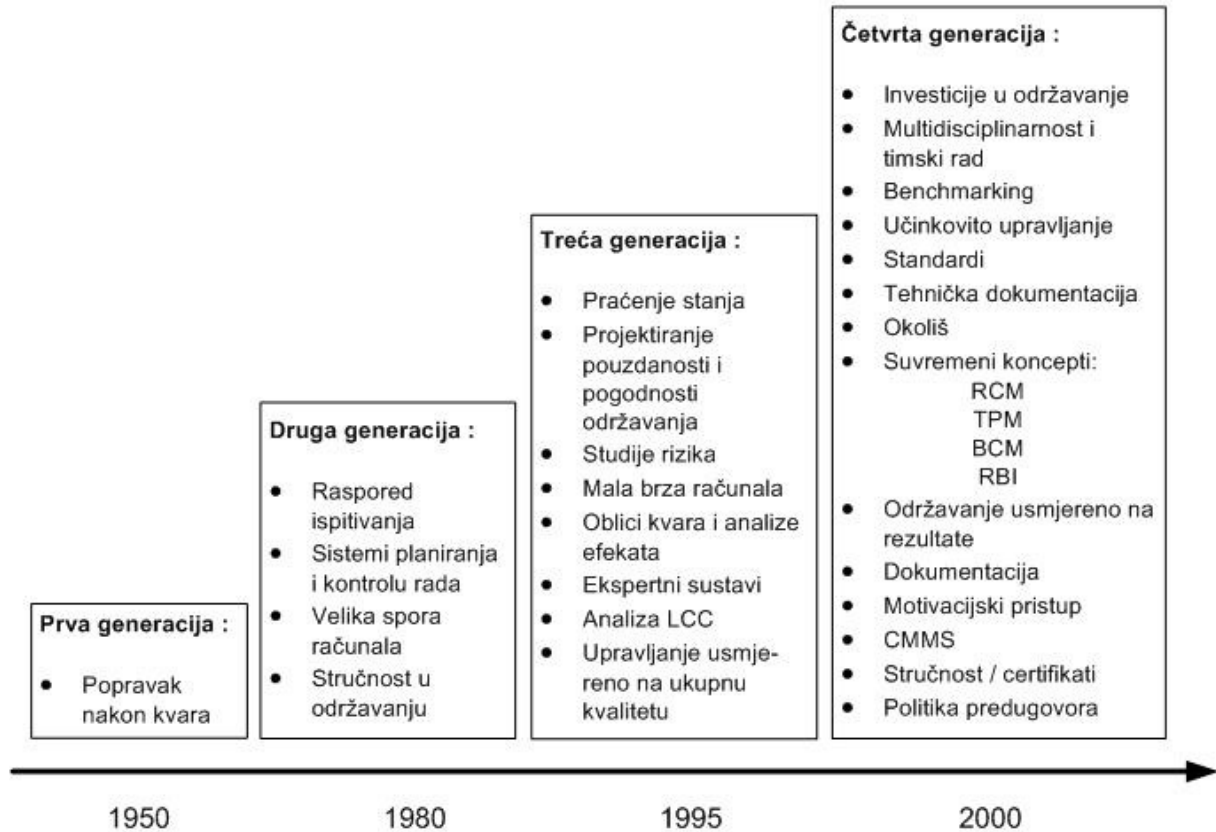 Prva generacija :
Popravak
nakon kvara
Druga generacija :
Raspored
ispitivanja
Sistemi planiranja
i kontrolu rada
Velika spora
računala
Stručnost u
održavanju
Treća generacija :
Praćenje stanja
Projektiranje
pouzdanosti i
pogodnosti
održavanja
Studije rizika
Mala brza računala
Oblici kvara i analize
efekata
Ekspertni sustavi
Analiza LCC
Upravljanje usmje-
reno na ukupnu
kvalitetu
Četvrta generacija :
Investicije u održavanje
Multidisciplinarnost i
timski rad
Benchmarking
Učinkovito upravljanje
Standardi
Tehnička dokumentacija
Okoliš
Suvremeni koncepti:
RCM
TPM
BCM
RBI
Održavanje usmjereno na
rezultate
Dokumentacija
Motivacijski pristup
CMMS
Stručnost / certifikati
Politika predugovora
1950
1980
1995
2000